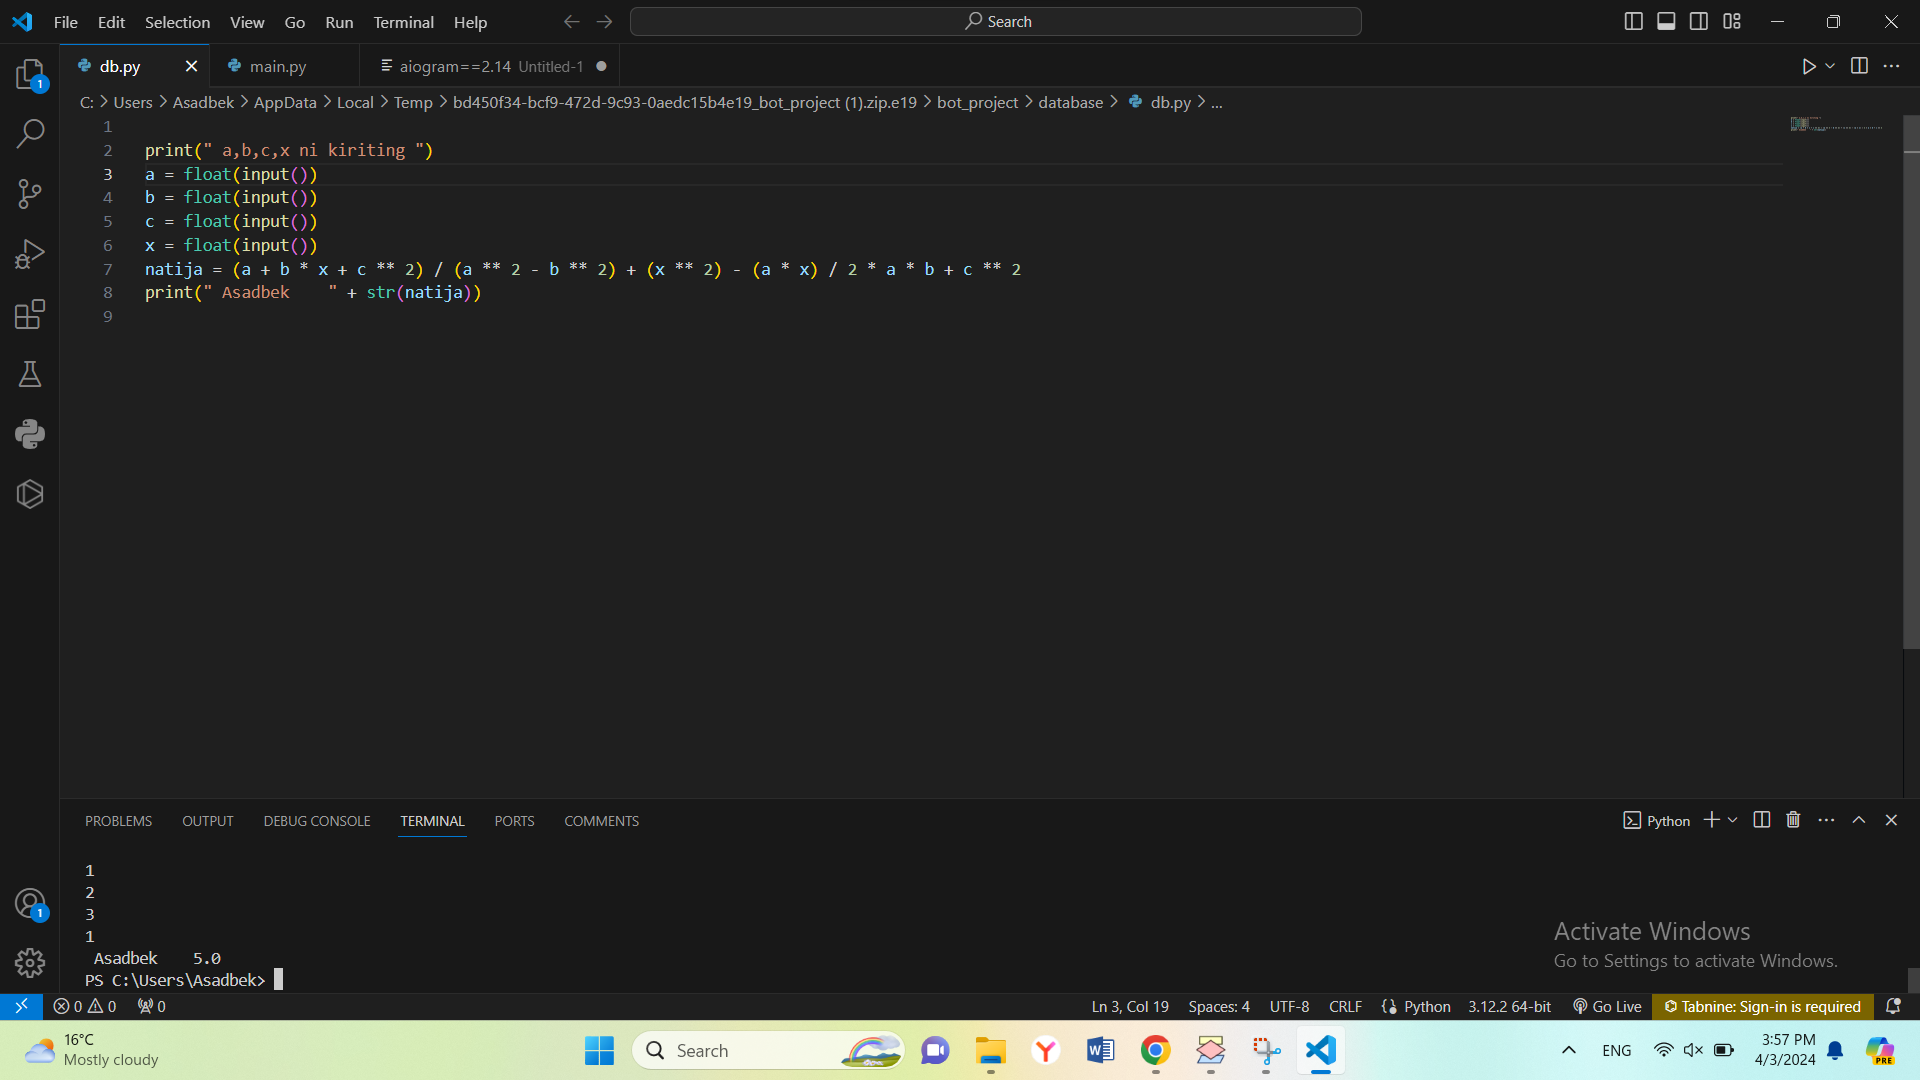 File Edit Selection View Go Run Terminal Help Search
db.py main.py aiogram==2.14 Untitled-1
C: > Users > Asadbek > AppData > Local > Temp > bd450f34-bcf9-472d-9c93-0aedc15b4e19_bot_project (1).zip.e19 > bot_project > database > db.py > ...
1
2 print(" a,b,c,x ni kiriting ")
3 a = float(input())
4 b = float(input())
5 c = float(input())
6 x = float(input())
7 natija = (a + b * x + c ** 2) / (a ** 2 - b ** 2) + (x ** 2) - (a * x) / 2 * a * b + c ** 2
8 print(" Asadbek    " + str(natija))
9
1
PROBLEMS OUTPUT DEBUG CONSOLE TERMINAL PORTS COMMENTS Python
1
2
3
1
Asadbek    5.0
PS C:\Users\Asadbek>
Activate Windows
Go to Settings to activate Windows.
1
0 0 0 Ln 3, Col 19 Spaces: 4 UTF-8 CRLF Python 3.12.2 64-bit Go Live Tabnine: Sign-in is required
16°C
Mostly cloudy
Search
ENG
3:57 PM
4/3/2024
PRE